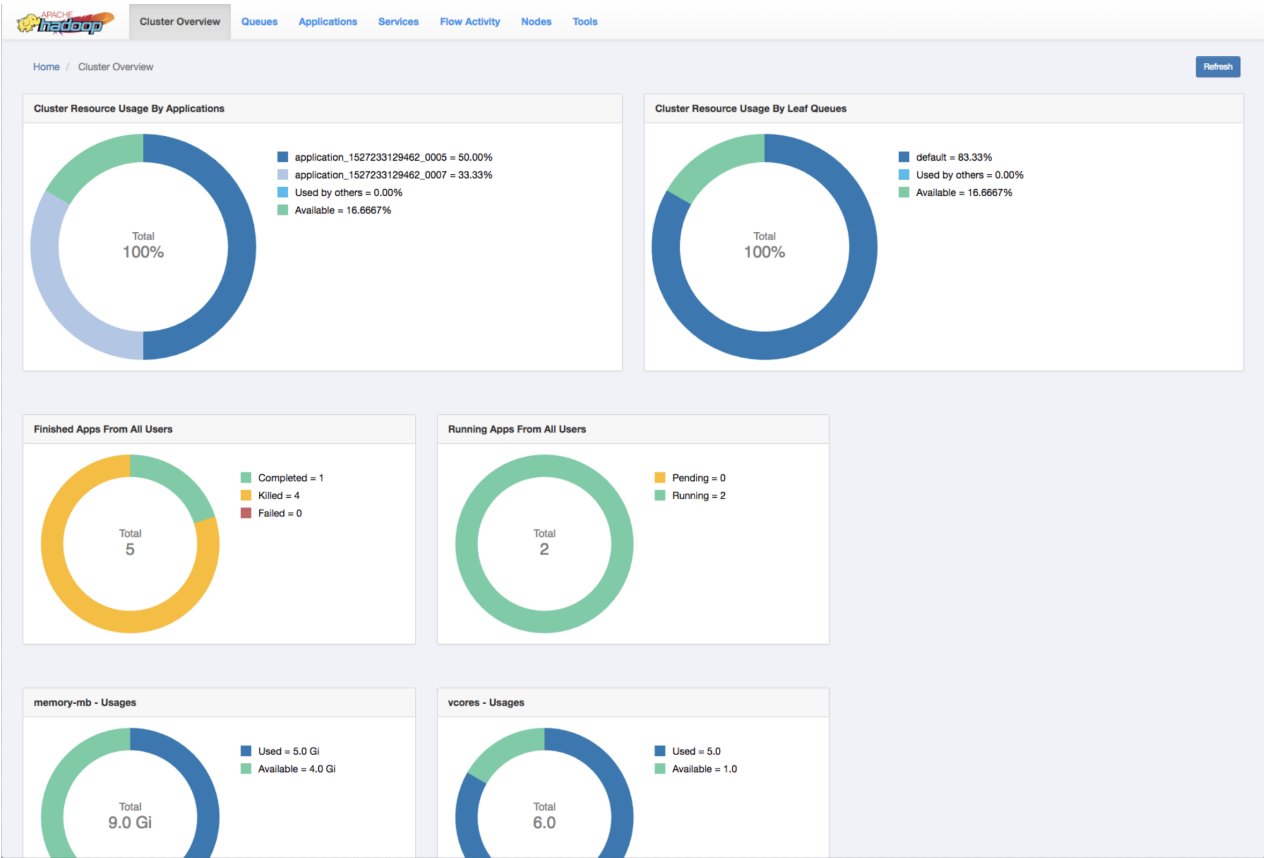 APACHE
hadoop
Cluster Overview Queues Applications Services Flow Activity Nodes Tools
Home / Cluster Overview
Refresh
Cluster Resource Usage By Applications
application_1527233129462_0005 = 50.00%
application_1527233129462_0007 = 33.33%
Used by others = 0.00%
Available = 16.6667%
Total
100%
Cluster Resource Usage By Leaf Queues
default = 83.33%
Used by others = 0.00%
Available = 16.6667%
Total
100%
Finished Apps From All Users
Completed = 1
Killed = 4
Failed = 0
Total
5
Running Apps From All Users
Pending = 0
Running = 2
Total
2
memory-mb - Usages
Used = 5.0 Gi
Available = 4.0 Gi
Total
9.0 Gi
vcores - Usages
Used = 5.0
Available = 1.0
Total
6.0